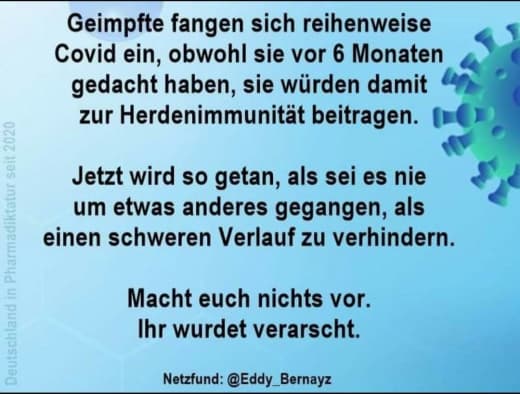 Geimpfte fangen sich reihenweise
Covid ein, obwohl sie vor 6 Monaten
gedacht haben, sie würden damit
zur Herdenimmunität beitragen.
Jetzt wird so getan, als sei es nie
um etwas anderes gegangen, als
einen schweren Verlauf zu verhindern.
Macht euch nichts vor.
Ihr wurdet verarscht.
Netzfund: @Eddy_Bernayz
Deutschland in Pharmadiktatur seit 2020